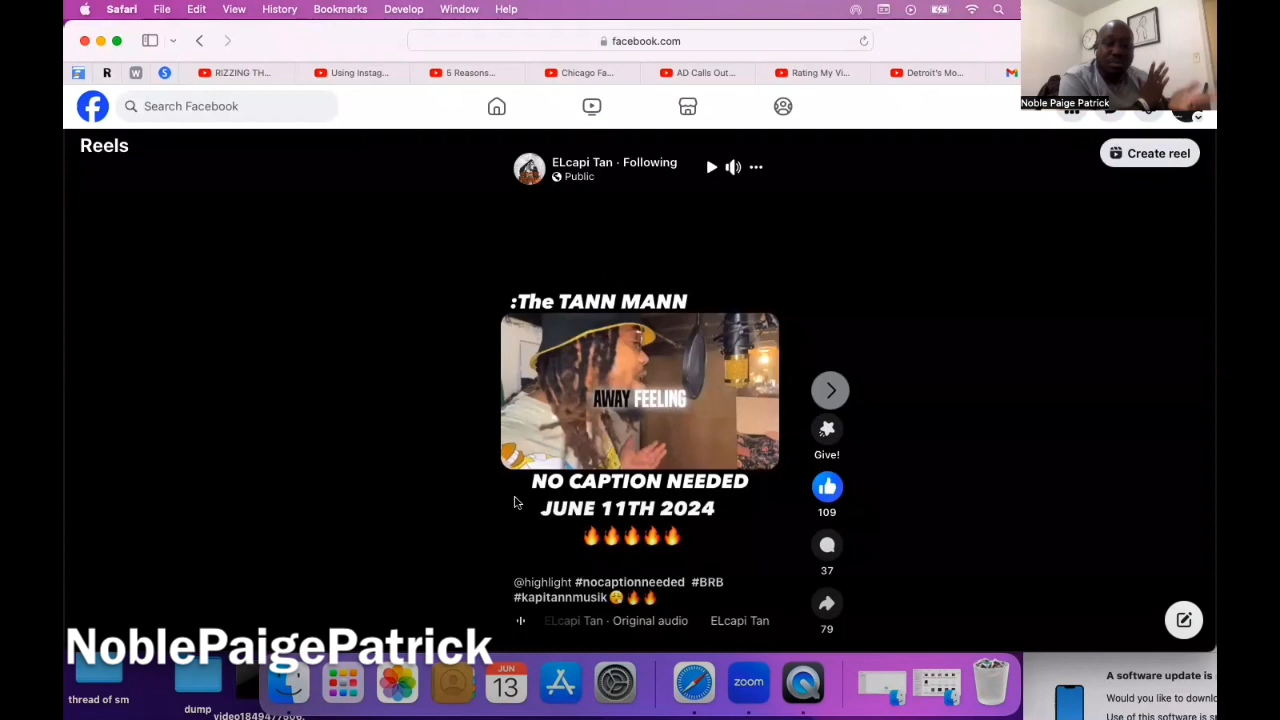 Safari File Edit View History Bookmarks Develop Window Help
facebook.com
RIZZING TH... Using Instag... 5 Reasons... Chicago Fa... AD Calls Out... Rating My Vi... Detroit's Mo...
Noble Paige Patrick
Search Facebook
Reels
Create reel
ELcapi Tan · Following
Public
:The TANN MANN
AWAY FEELING
Give!
NO CAPTION NEEDED
109
JUNE 11TH 2024
37
@highlight #nocaptionneeded #BRB
#kapitannmusik
ELcapi Tan · Original audio ELcapi Tan
79
NoblePaigePatrick
JUN
13
zoom
thread of sm
dump
A software update is
Would you like to downlo